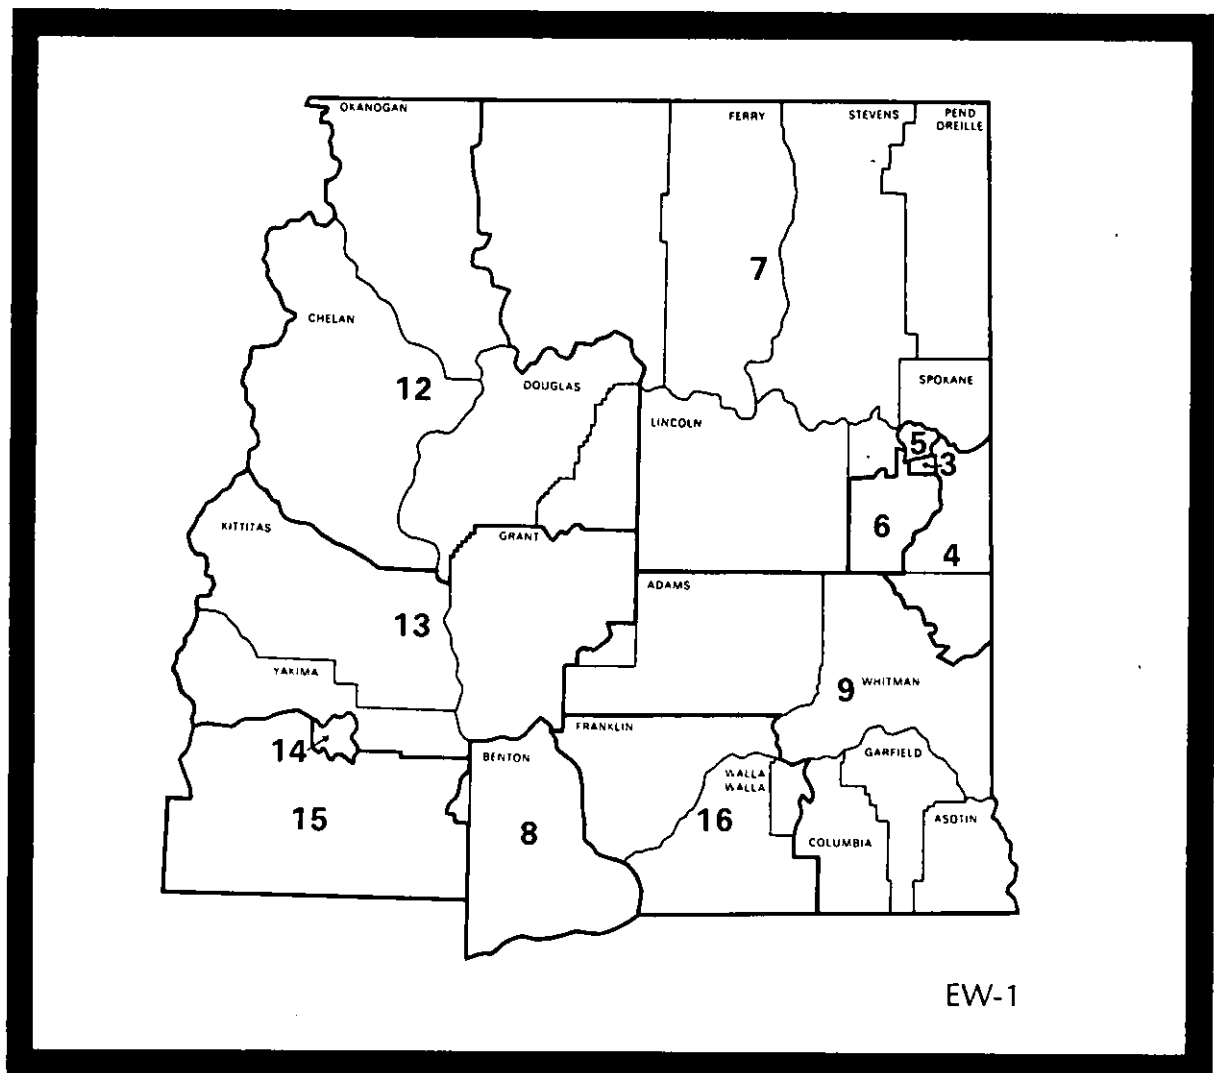 OKANOGAN
FERRY
STEVENS
PEND
OREILLE
7
CHELAN
12
DOUGLAS
SPOKANE
LINCOLN
5
3
KITTITAS
GRANT
6
4
ADAMS
13
YAKIMA
9 WHITMAN
FRANKLIN
14
BENTON
GARFIELD
WALLA
WALLA
15
8
16
ASOTIN
COLUMBIA
EW-1